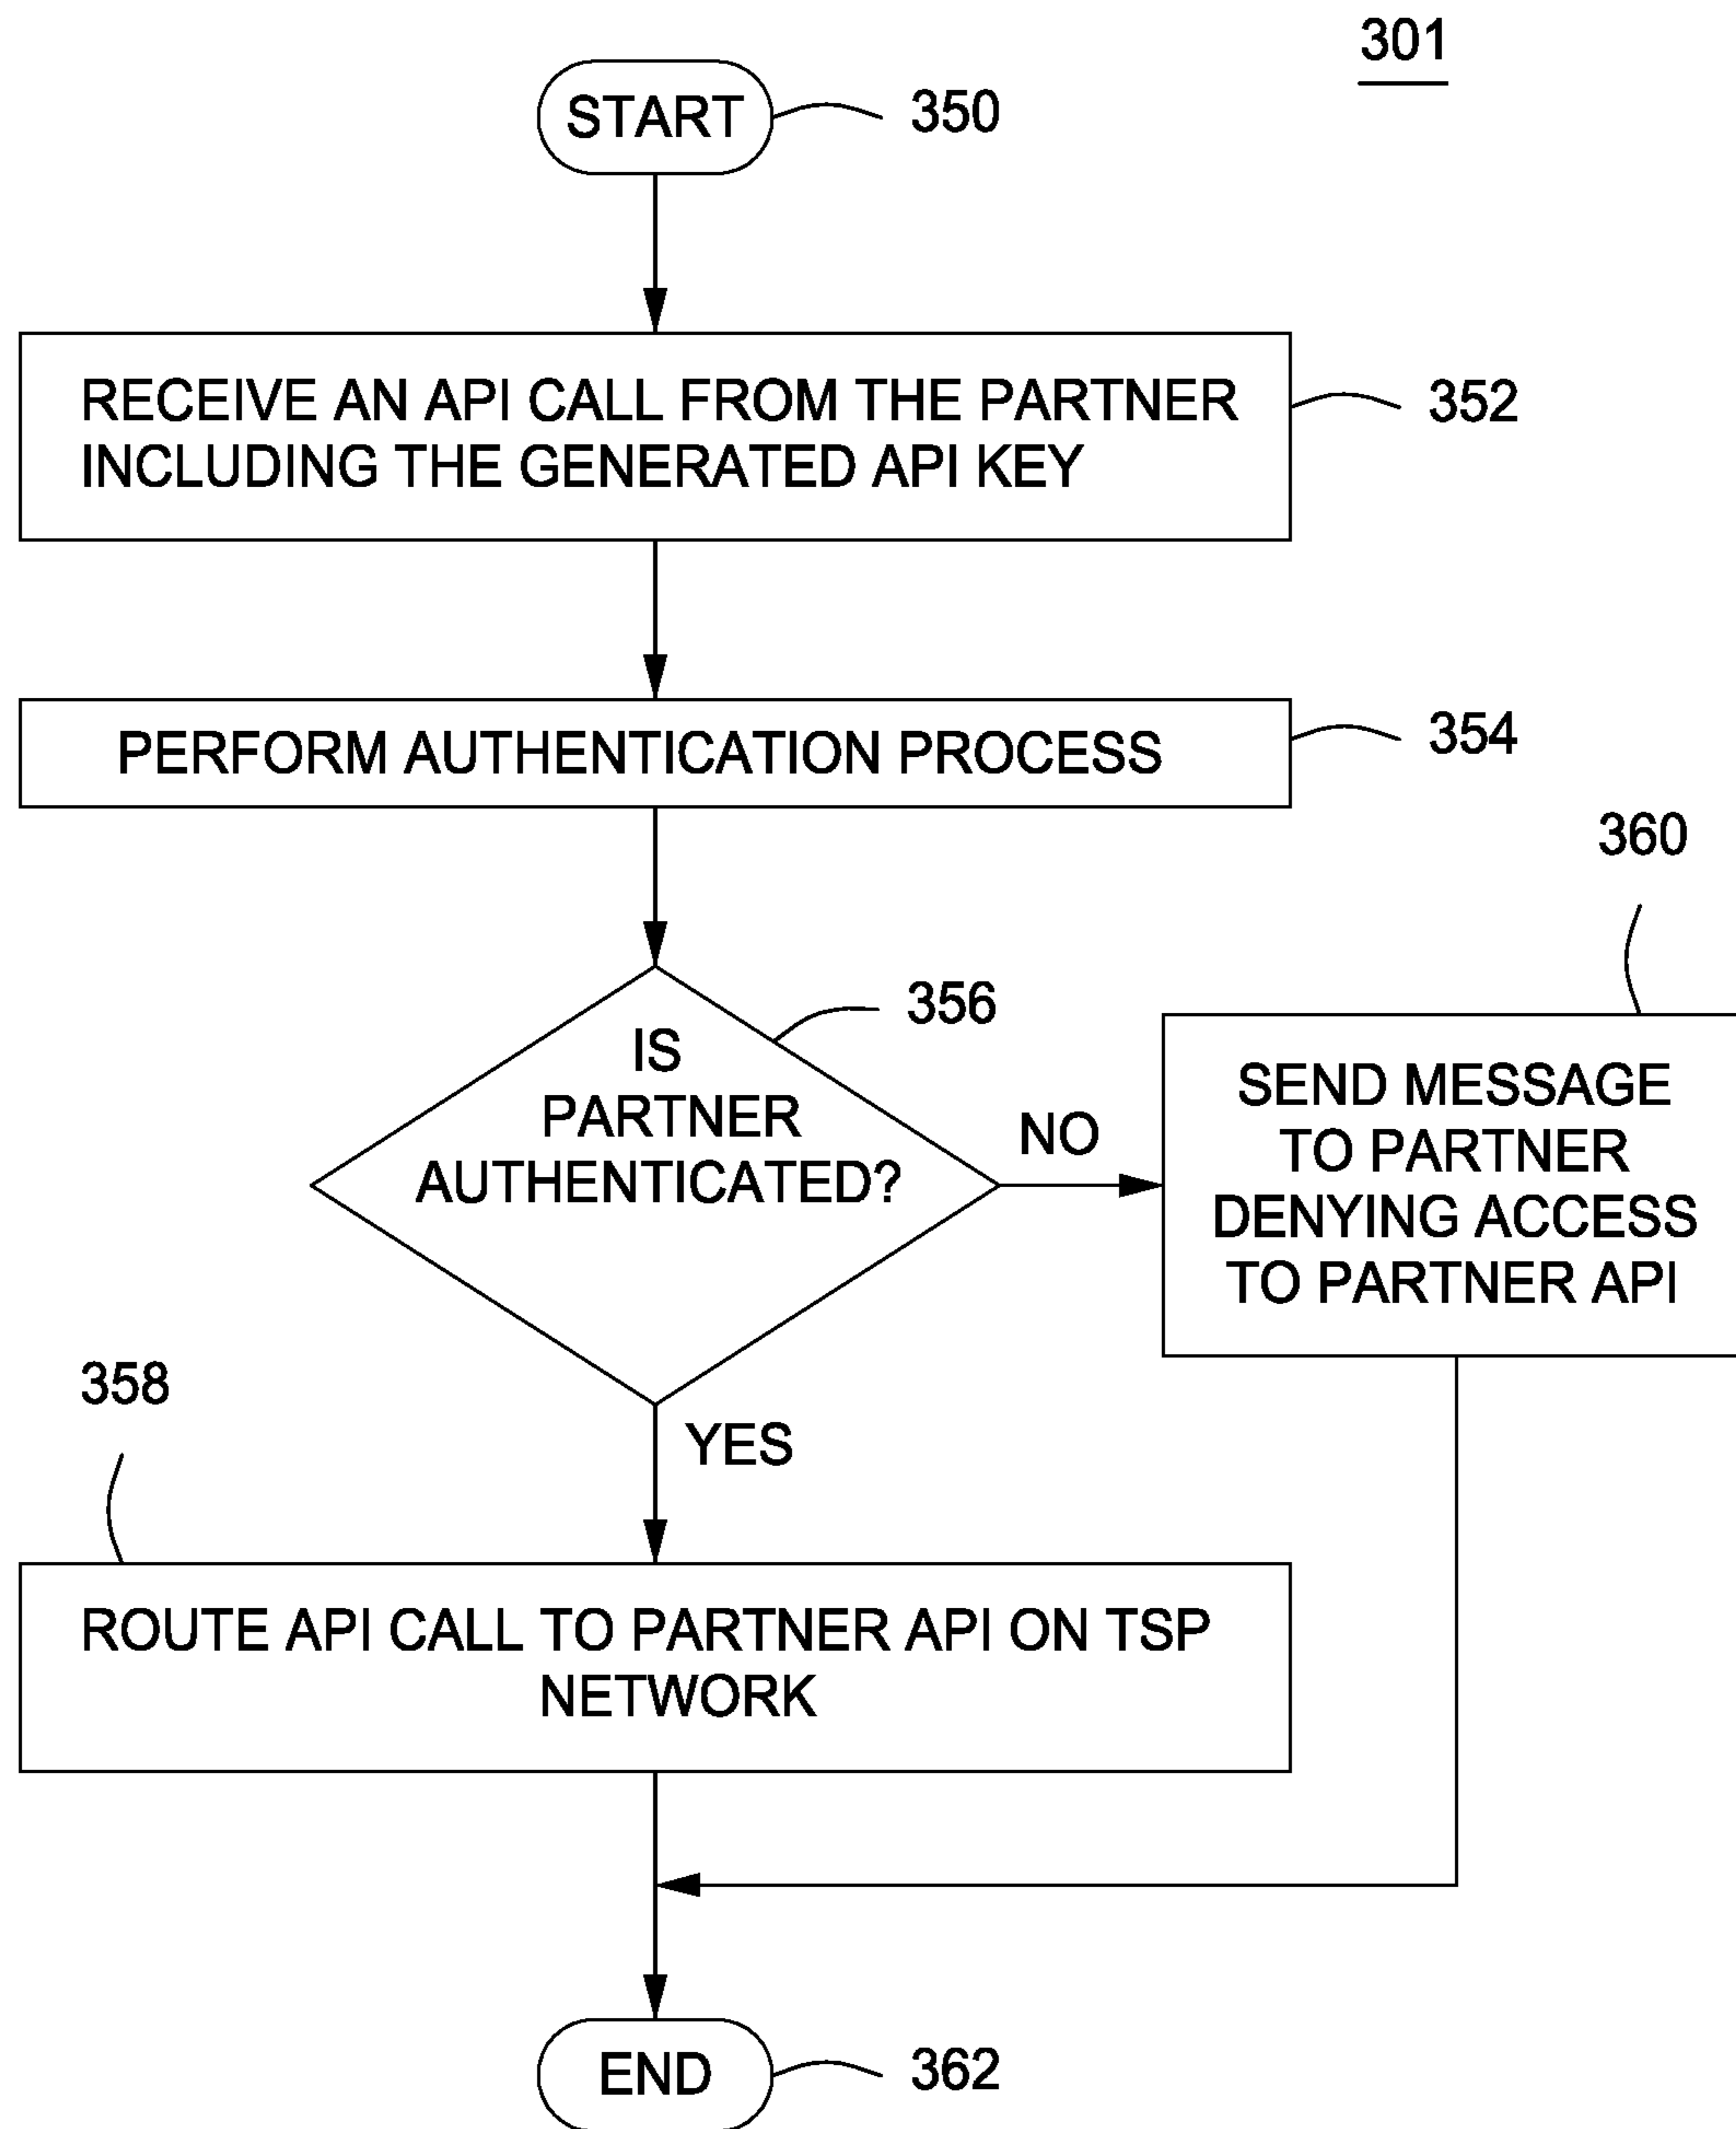 301
START
350
RECEIVE AN API CALL FROM THE PARTNER
INCLUDING THE GENERATED API KEY
352
PERFORM AUTHENTICATION PROCESS
354
IS
PARTNER
AUTHENTICATED?
356
NO
360
SEND MESSAGE
TO PARTNER
DENYING ACCESS
TO PARTNER API
YES
358
ROUTE API CALL TO PARTNER API ON TSP
NETWORK
END
362